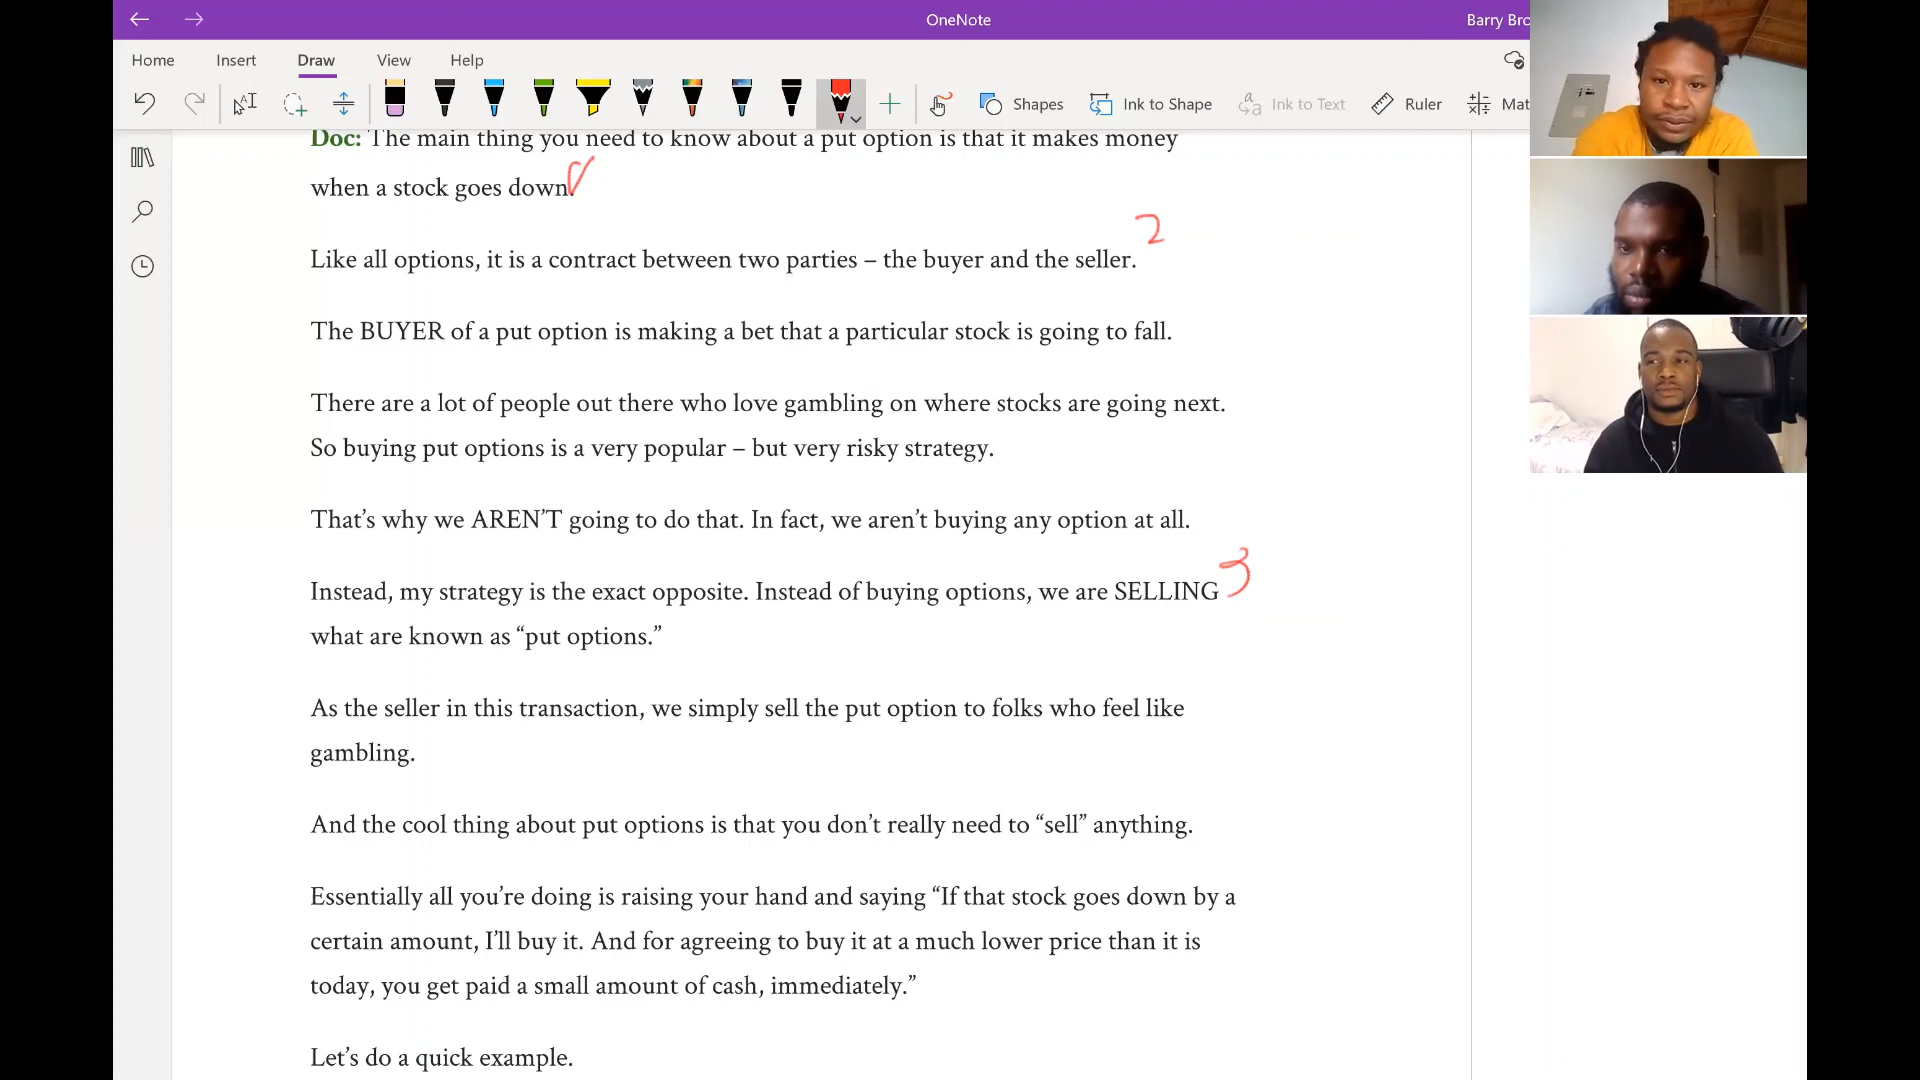 OneNote
Barry Bro
Home Insert Draw View Help
Shapes Ink to Shape Ink to Text Ruler Mat
Doc: The main thing you need to know about a put option is that it makes money
when a stock goes down.
2
Like all options, it is a contract between two parties – the buyer and the seller.
The BUYER of a put option is making a bet that a particular stock is going to fall.
There are a lot of people out there who love gambling on where stocks are going next.
So buying put options is a very popular – but very risky strategy.
That’s why we AREN’T going to do that. In fact, we aren’t buying any option at all.
Instead, my strategy is the exact opposite. Instead of buying options, we are SELLING 3
what are known as “put options.”
As the seller in this transaction, we simply sell the put option to folks who feel like
gambling.
And the cool thing about put options is that you don’t really need to “sell” anything.
Essentially all you’re doing is raising your hand and saying “If that stock goes down by a
certain amount, I’ll buy it. And for agreeing to buy it at a much lower price than it is
today, you get paid a small amount of cash, immediately.”
Let’s do a quick example.